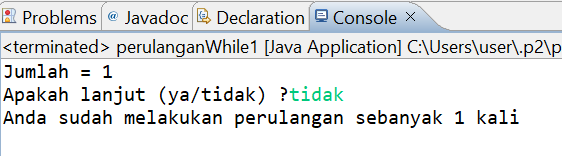 Problems @ Javadoc Declaration Console
<terminated> perulanganWhile1 [Java Application] C:\Users\user\.p2\p
Jumlah = 1
Apakah lanjut (ya/tidak) ?tidak
Anda sudah melakukan perulangan sebanyak 1 kali